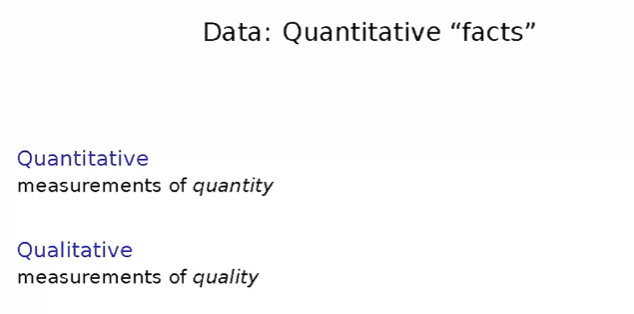 Data: Quantitative “facts”
Quantitative
measurements of quantity
Qualitative
measurements of quality